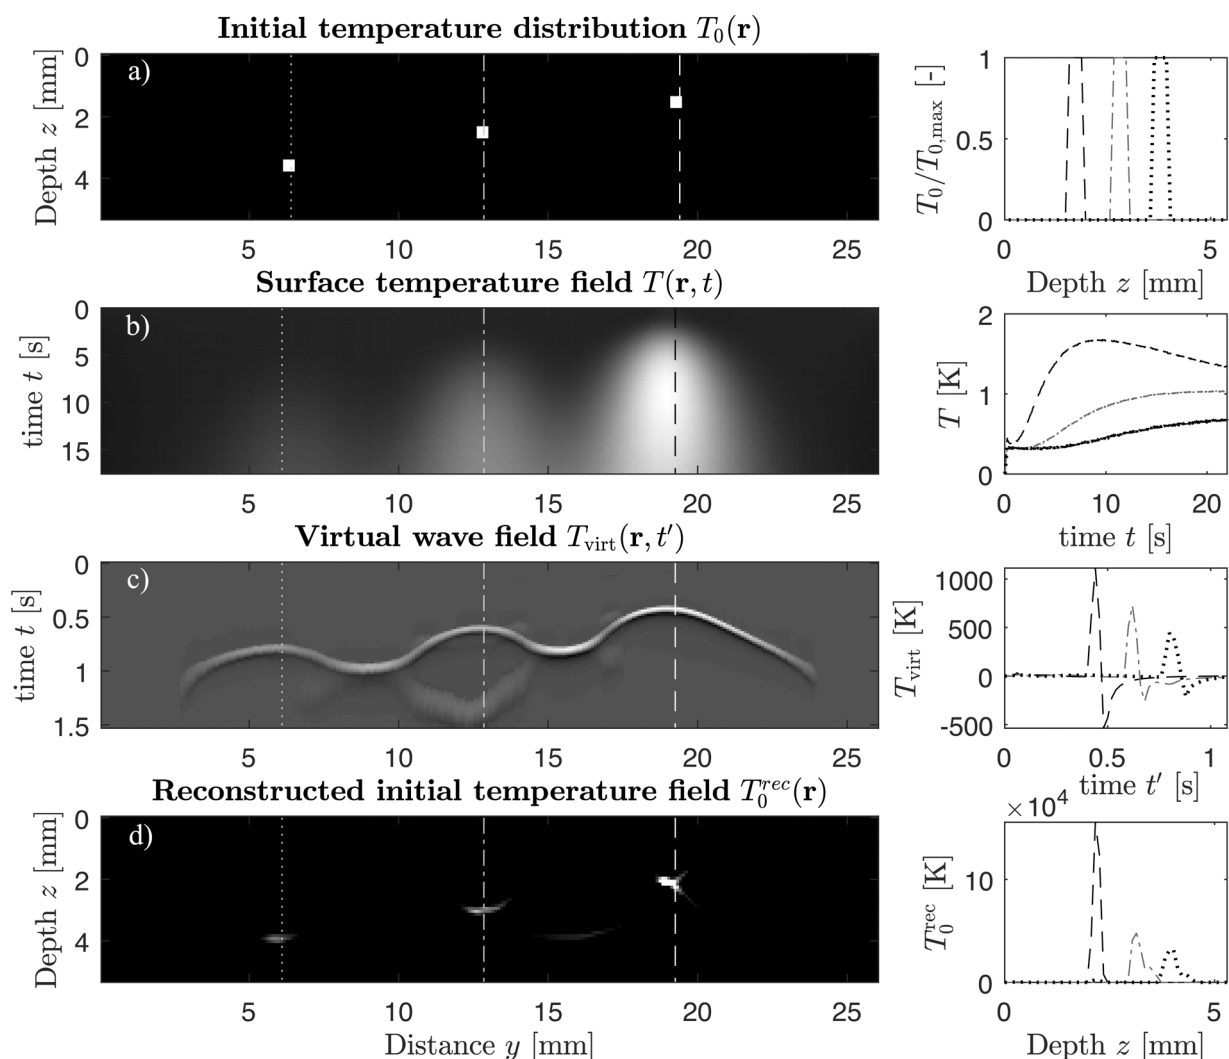 Initial temperature distribution T₀(r)
a)
Depth z [mm]
0
2
4
5
10
15
20
25
T₀/T₀,max [-]
1
0.5
0
0
5
Depth z [mm]
Surface temperature field T(r, t)
b)
time t [s]
0
5
10
15
5
10
15
20
25
T [K]
2
1
0
0
10
20
time t [s]
Virtual wave field Tvirt(r, t′)
c)
time t [s]
0
0.5
1
1.5
5
10
15
20
25
Tvirt [K]
1000
500
0
-500
0.5
1
time t′ [s]
Reconstructed initial temperature field T₀ʳᵉᶜ(r)
d)
Depth z [mm]
0
2
4
5
10
15
20
25
Distance y [mm]
×10⁴
T₀ʳᵉᶜ [K]
10
0
0
5
Depth z [mm]